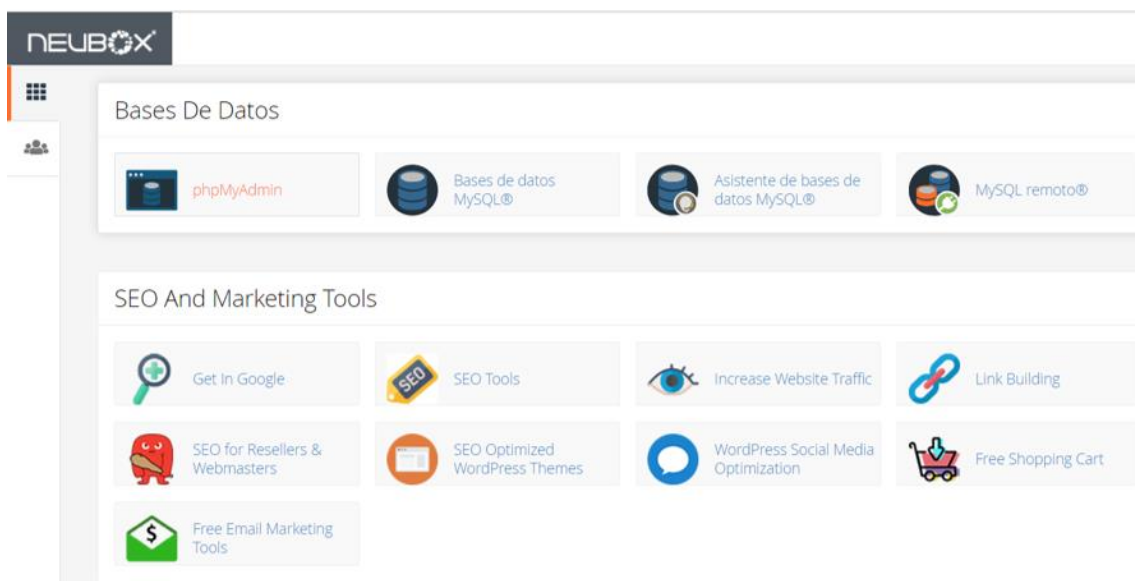 NEUBOX
Bases De Datos
phpMyAdmin
Bases de datos
MySQL®
Asistente de bases de
datos MySQL®
MySQL remoto®
SEO And Marketing Tools
Get In Google
SEO
SEO Tools
Increase Website Traffic
Link Building
SEO for Resellers &
Webmasters
SEO Optimized
WordPress Themes
WordPress Social Media
Optimization
Free Shopping Cart
$
Free Email Marketing
Tools